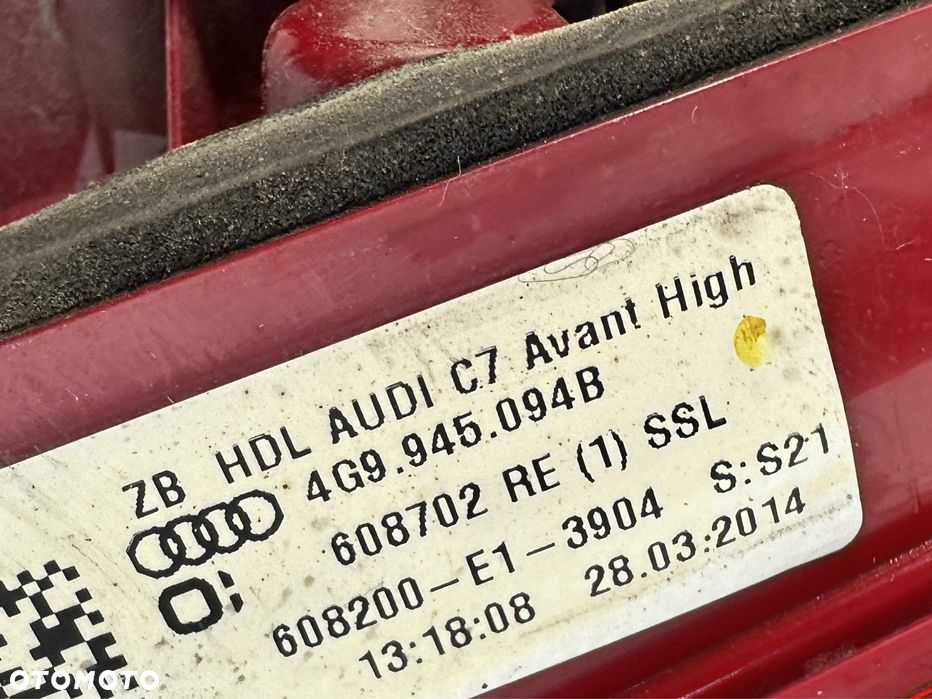 ZB HDL AUDI C7 Avant High
4G9.945.094B
608702 RE (1) SSL
608200-E1-3904 S:S21
13:18:08 28.03.2014
OTOMOTO